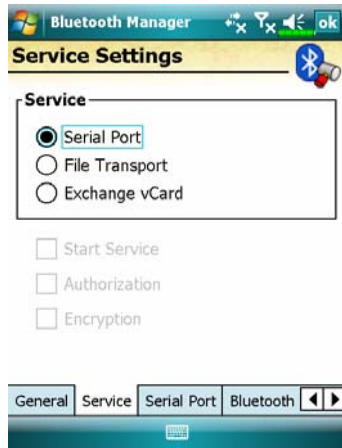 Bluetooth Manager ok
Service Settings
Service
Serial Port
File Transport
Exchange vCard
Start Service
Authorization
Encryption
General Service Serial Port Bluetooth